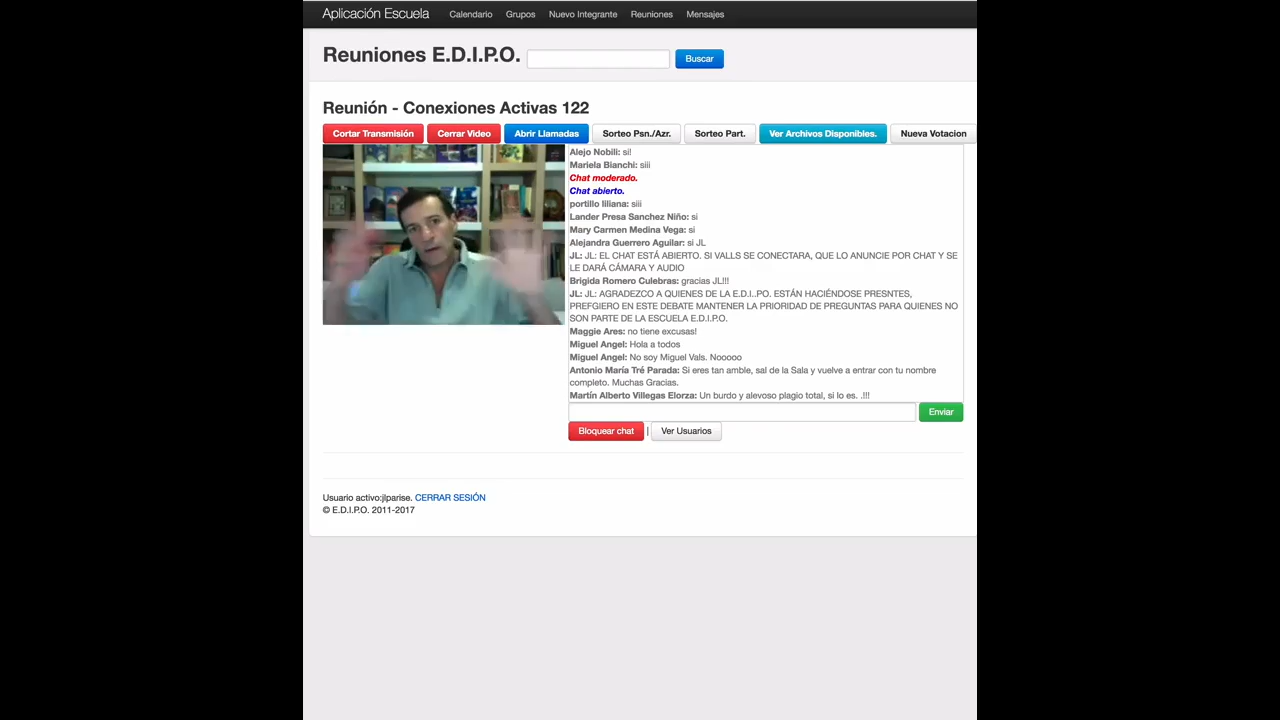 Aplicación Escuela Calendario Grupos Nuevo Integrante Reuniones Mensajes
Reuniones E.D.I.P.O. Buscar
Reunión - Conexiones Activas 122
Cortar Transmisión Cerrar Video Abrir Llamadas Sorteo Psn./Azr. Sorteo Part. Ver Archivos Disponibles. Nueva Votacion
Alejo Nobili: si!
Mariela Bianchi: siii
Chat moderado.
Chat abierto.
portillo liliana: siii
Lander Presa Sanchez Niño: si
Mary Carmen Medina Vega: si
Alejandra Guerrero Aguilar: si JL
JL: JL: EL CHAT ESTÁ ABIERTO. SI VALLS SE CONECTARA, QUE LO ANUNCIE POR CHAT Y SE
LE DARÁ CÁMARA Y AUDIO
Brigida Romero Culebras: gracias JL!!!
JL: JL: AGRADEZCO A QUIENES DE LA E.D.I..PO. ESTÁN HACIÉNDOSE PRESNTES,
PREFGIERO EN ESTE DEBATE MANTENER LA PRIORIDAD DE PREGUNTAS PARA QUIENES NO
SON PARTE DE LA ESCUELA E.D.I.P.O.
Maggie Ares: no tiene excusas!
Miguel Angel: Hola a todos
Miguel Angel: No soy Miguel Vals. Nooooo
Antonio María Tré Parada: Si eres tan amble, sal de la Sala y vuelve a entrar con tu nombre
completo. Muchas Gracias.
Martín Alberto Villegas Elorza: Un burdo y alevoso plagio total, si lo es. .!!!
Enviar
Bloquear chat | Ver Usuarios
Usuario activo:jlparise. CERRAR SESIÓN
© E.D.I.P.O. 2011-2017